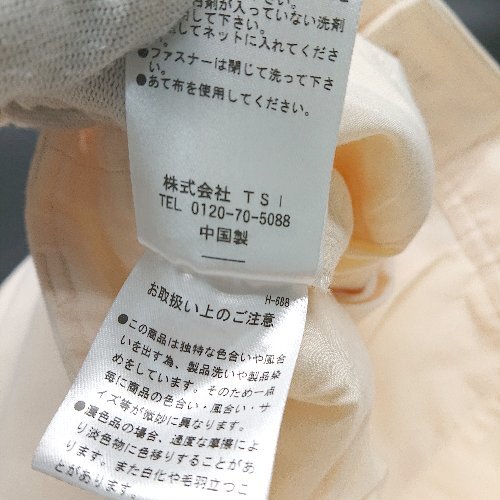 剤が入っていない洗剤
して下さい。
してネットに入れてくださ
い。
●ファスナーは閉じて洗って下さ
い。
●あて布を使用してください。
株式会社 TSI
TEL 0120-70-5088
中国製
H-688
お取扱い上のご注意
●この商品は独特な色合いや風合
いを出す為、製品洗いや製品染
めをしています。そのため一点
毎に商品の色合い・風合い・サ
イズ等が微妙に異なります。
●濃色品の場合、過度な摩擦によ
り淡色物に色移りすることがあ
ります。また白化や毛羽立つこ
とがあります。